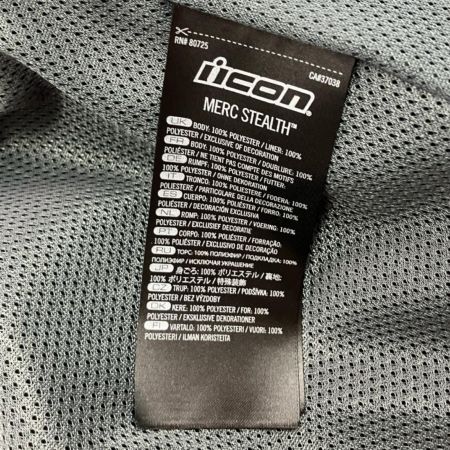 RN# 80725
CA#37038
iicon
MERC STEALTH™
UK BODY: 100% POLYESTER / LINER: 100%
POLYESTER / EXCLUSIVE OF DECORATION
FR BODY: 100% POLYESTER / DOUBLURE: 100%
POLIÉSTER / NE TIENT PAS COMPTE DES MOTIFS
DE RUMPF: 100% POLYESTER / FUTTER:
100% POLYESTER / OHNE DEKORATION
IT TRONCO: 100% POLIESTERE / FODERA: 100%
POLIESTERE / PARTICOLARE DELLA DECORAZIONE
ES CUERPO: 100% POLIÉSTER / FORRO: 100%
POLIÉSTER / DECORACIÓN EXCLUSIVA
NL ROMP: 100% POLYESTER / VOERING: 100%
POLYESTER / EXCLUSIEF DECORATIE
PT CORPO: 100% POLIÉSTER / FORRAÇÃO:
100% POLIÉSTER / EXCLUSIVO DE DECORAÇÃO
RU ТОРС: 100% ПОЛИЭФИР / ПОДКЛАДКА: 100%
ПОЛИЭФИР / ИСКЛЮЧАЯ УКРАШЕНИЕ
JP 身ごろ: 100% ポリエステル / 裏地:
100% ポリエステル / 特殊装飾
CZ TRUP: 100% POLYESTER / PODŠÍVKA: 100%
POLYESTER / BEZ VÝZDOBY
DK KERE: 100% POLYESTER / FOR: 100%
POLYESTER / EKSKLUSIVE DEKORATIONER
FI VARTALO: 100% POLYESTERI / VUORI: 100%
POLYESTERI / ILMAN KORISTEITA